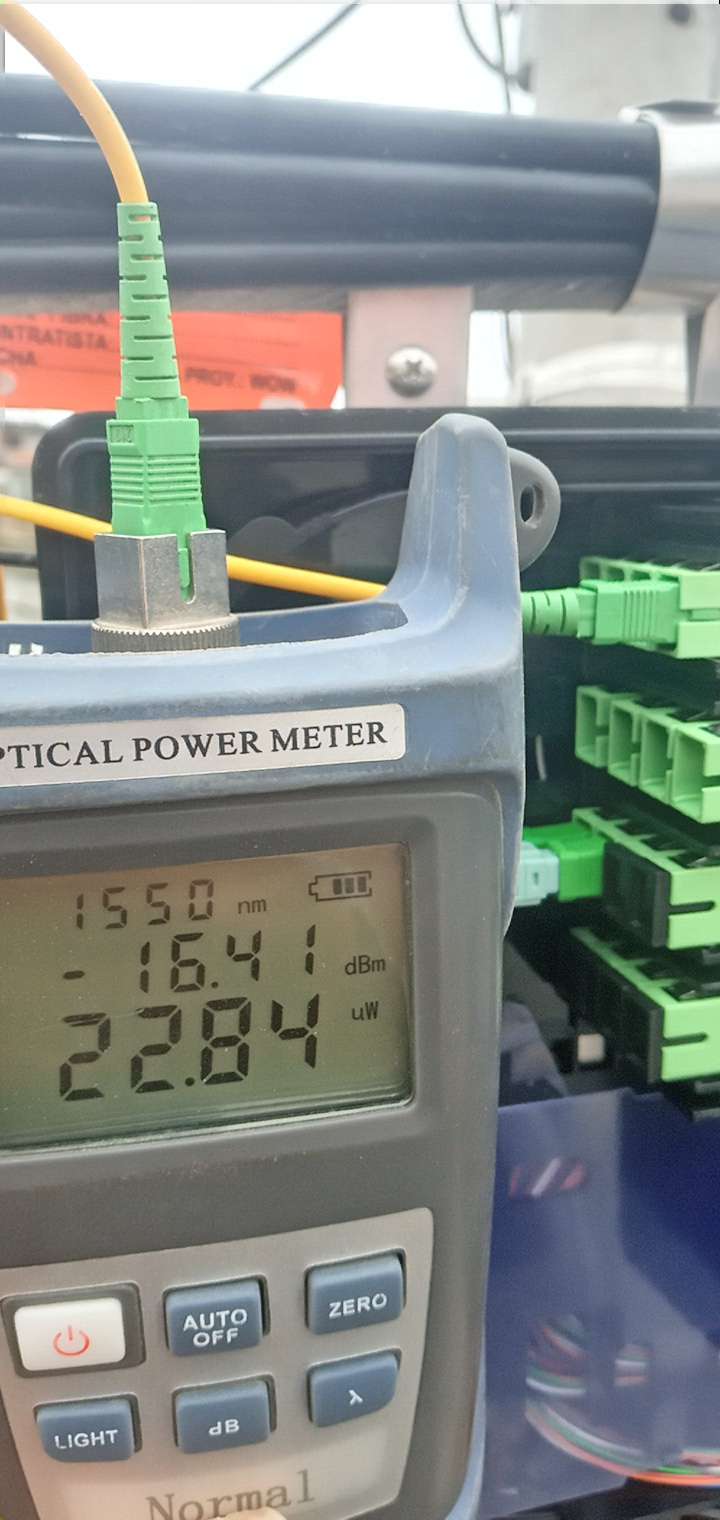 NTRATISTA
CHA
PROY.: WOW
PTICAL POWER METER
1550 nm
-16.41 dBm
22.84 uW
AUTO OFF
ZERO
LIGHT
dB
λ
Normal